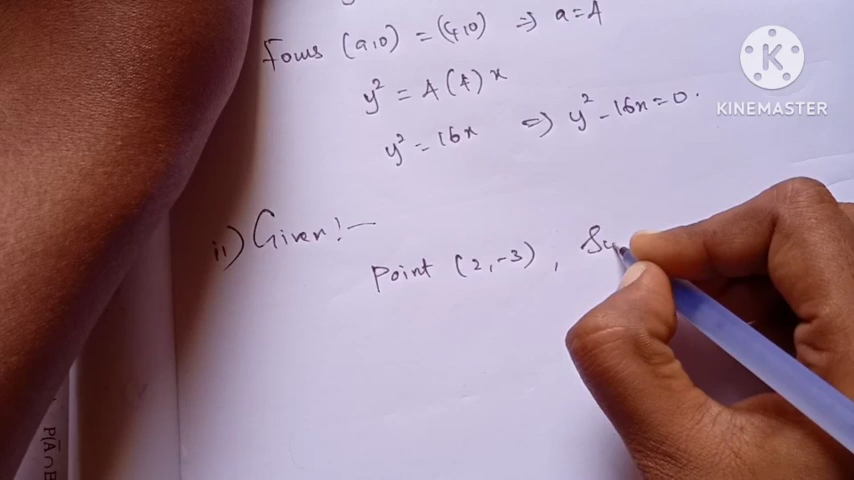 Focus (a,0) = (4,0) ⇒ a = 4
y² = 4(4)x
y² = 16x ⇒ y² - 16x = 0.
ii) Given:-
Point (2,-3), Sy
K
KINEMASTER
P(A̅∩B